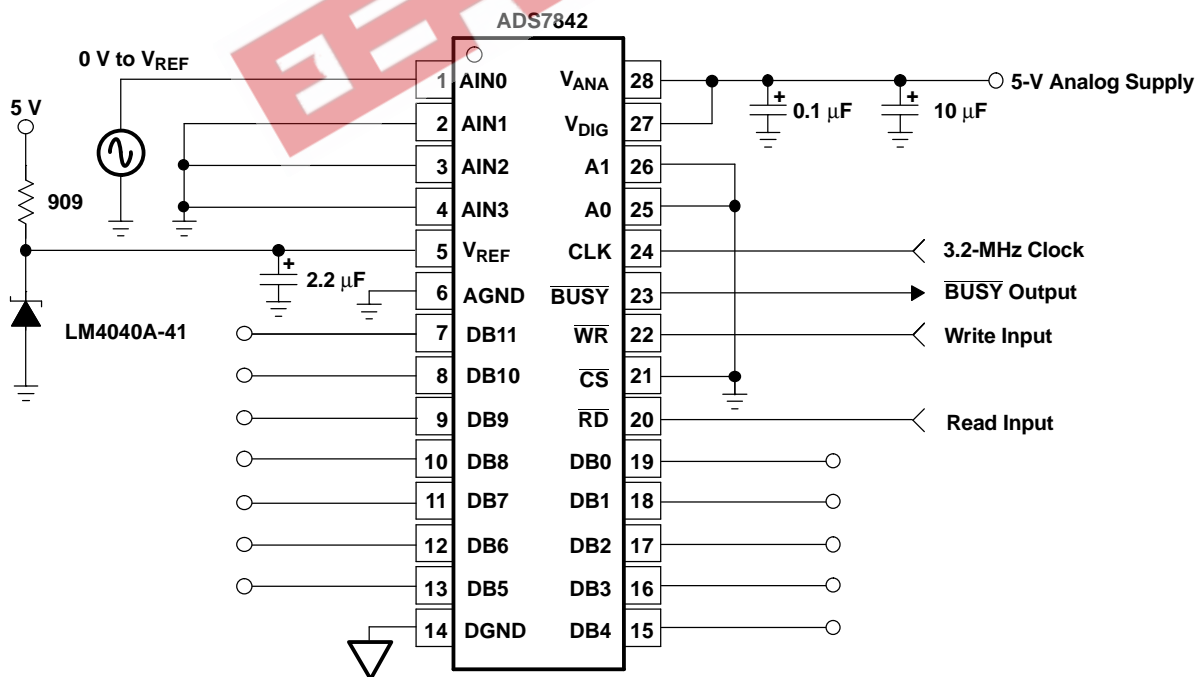 ADS7842
0 V to VREF
5 V
909
LM4040A-41
2.2 µF
1 AIN0
2 AIN1
3 AIN2
4 AIN3
5 VREF
6 AGND
7 DB11
8 DB10
9 DB9
10 DB8
11 DB7
12 DB6
13 DB5
14 DGND
VANA 28
VDIG 27
A1 26
A0 25
CLK 24
BUSY 23
WR 22
CS 21
RD 20
DB0 19
DB1 18
DB2 17
DB3 16
DB4 15
+ 0.1 µF
+ 10 µF
+
5-V Analog Supply
3.2-MHz Clock
BUSY Output
Write Input
Read Input